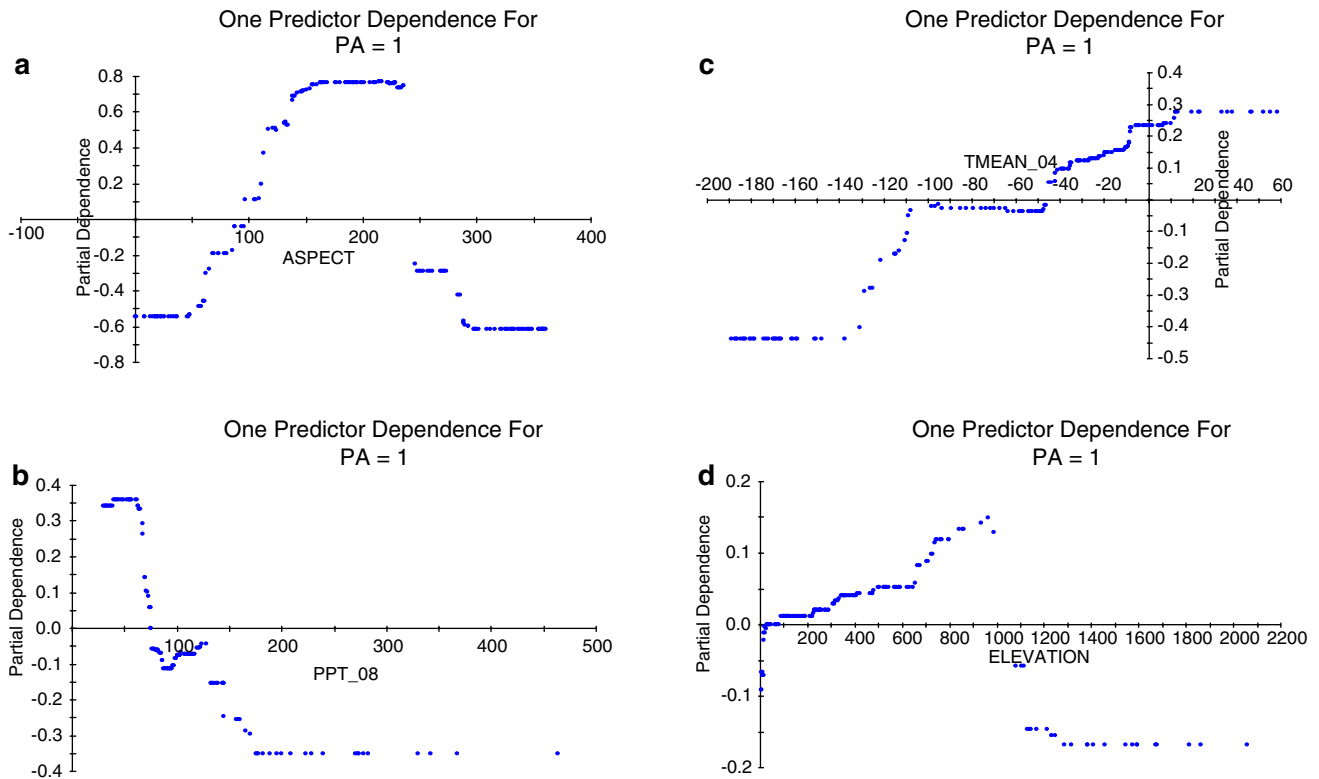 One Predictor Dependence For
PA = 1
a
0.8
0.6
0.4
0.2
-0.2
-0.4
-0.6
-0.8
-100
100
200
300
400
ASPECT
Partial Dependence
One Predictor Dependence For
PA = 1
c
0.4
0.3
0.2
0.1
-0.1
-0.2
-0.3
-0.4
-0.5
TMEAN_04
-200 -180 -160 -140 -120 -100 -80 -60 -40 -20 20 40 60
Partial Dependence
One Predictor Dependence For
PA = 1
b
0.4
0.3
0.2
0.1
0.0
-0.1
-0.2
-0.3
-0.4
100 200 300 400 500
PPT_08
Partial Dependence
One Predictor Dependence For
PA = 1
d
0.2
0.1
0.0
-0.1
-0.2
200 400 600 800 1000 1200 1400 1600 1800 2000 2200
ELEVATION
Partial Dependence